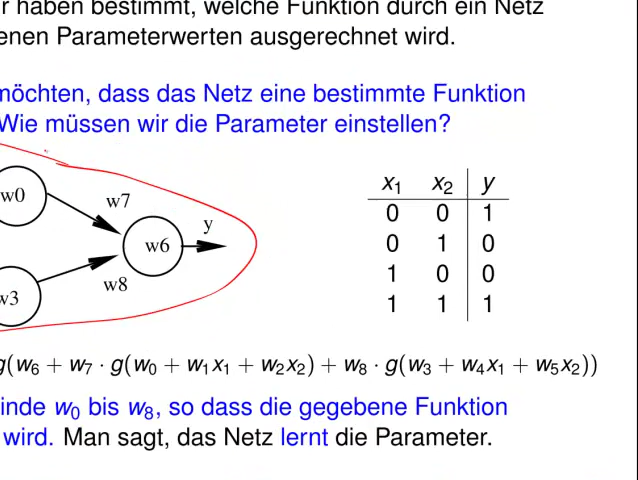 r haben bestimmt, welche Funktion durch ein Netz
enen Parameterwerten ausgerechnet wird.
möchten, dass das Netz eine bestimmte Funktion
Wie müssen wir die Parameter einstellen?
w0
w7
y
w6
w8
w3
x₁ x₂ y
0 0 1
0 1 0
1 0 0
1 1 1
g(w₆ + w₇ · g(w₀ + w₁x₁ + w₂x₂) + w₈ · g(w₃ + w₄x₁ + w₅x₂))
inde w₀ bis w₈, so dass die gegebene Funktion
wird. Man sagt, das Netz lernt die Parameter.